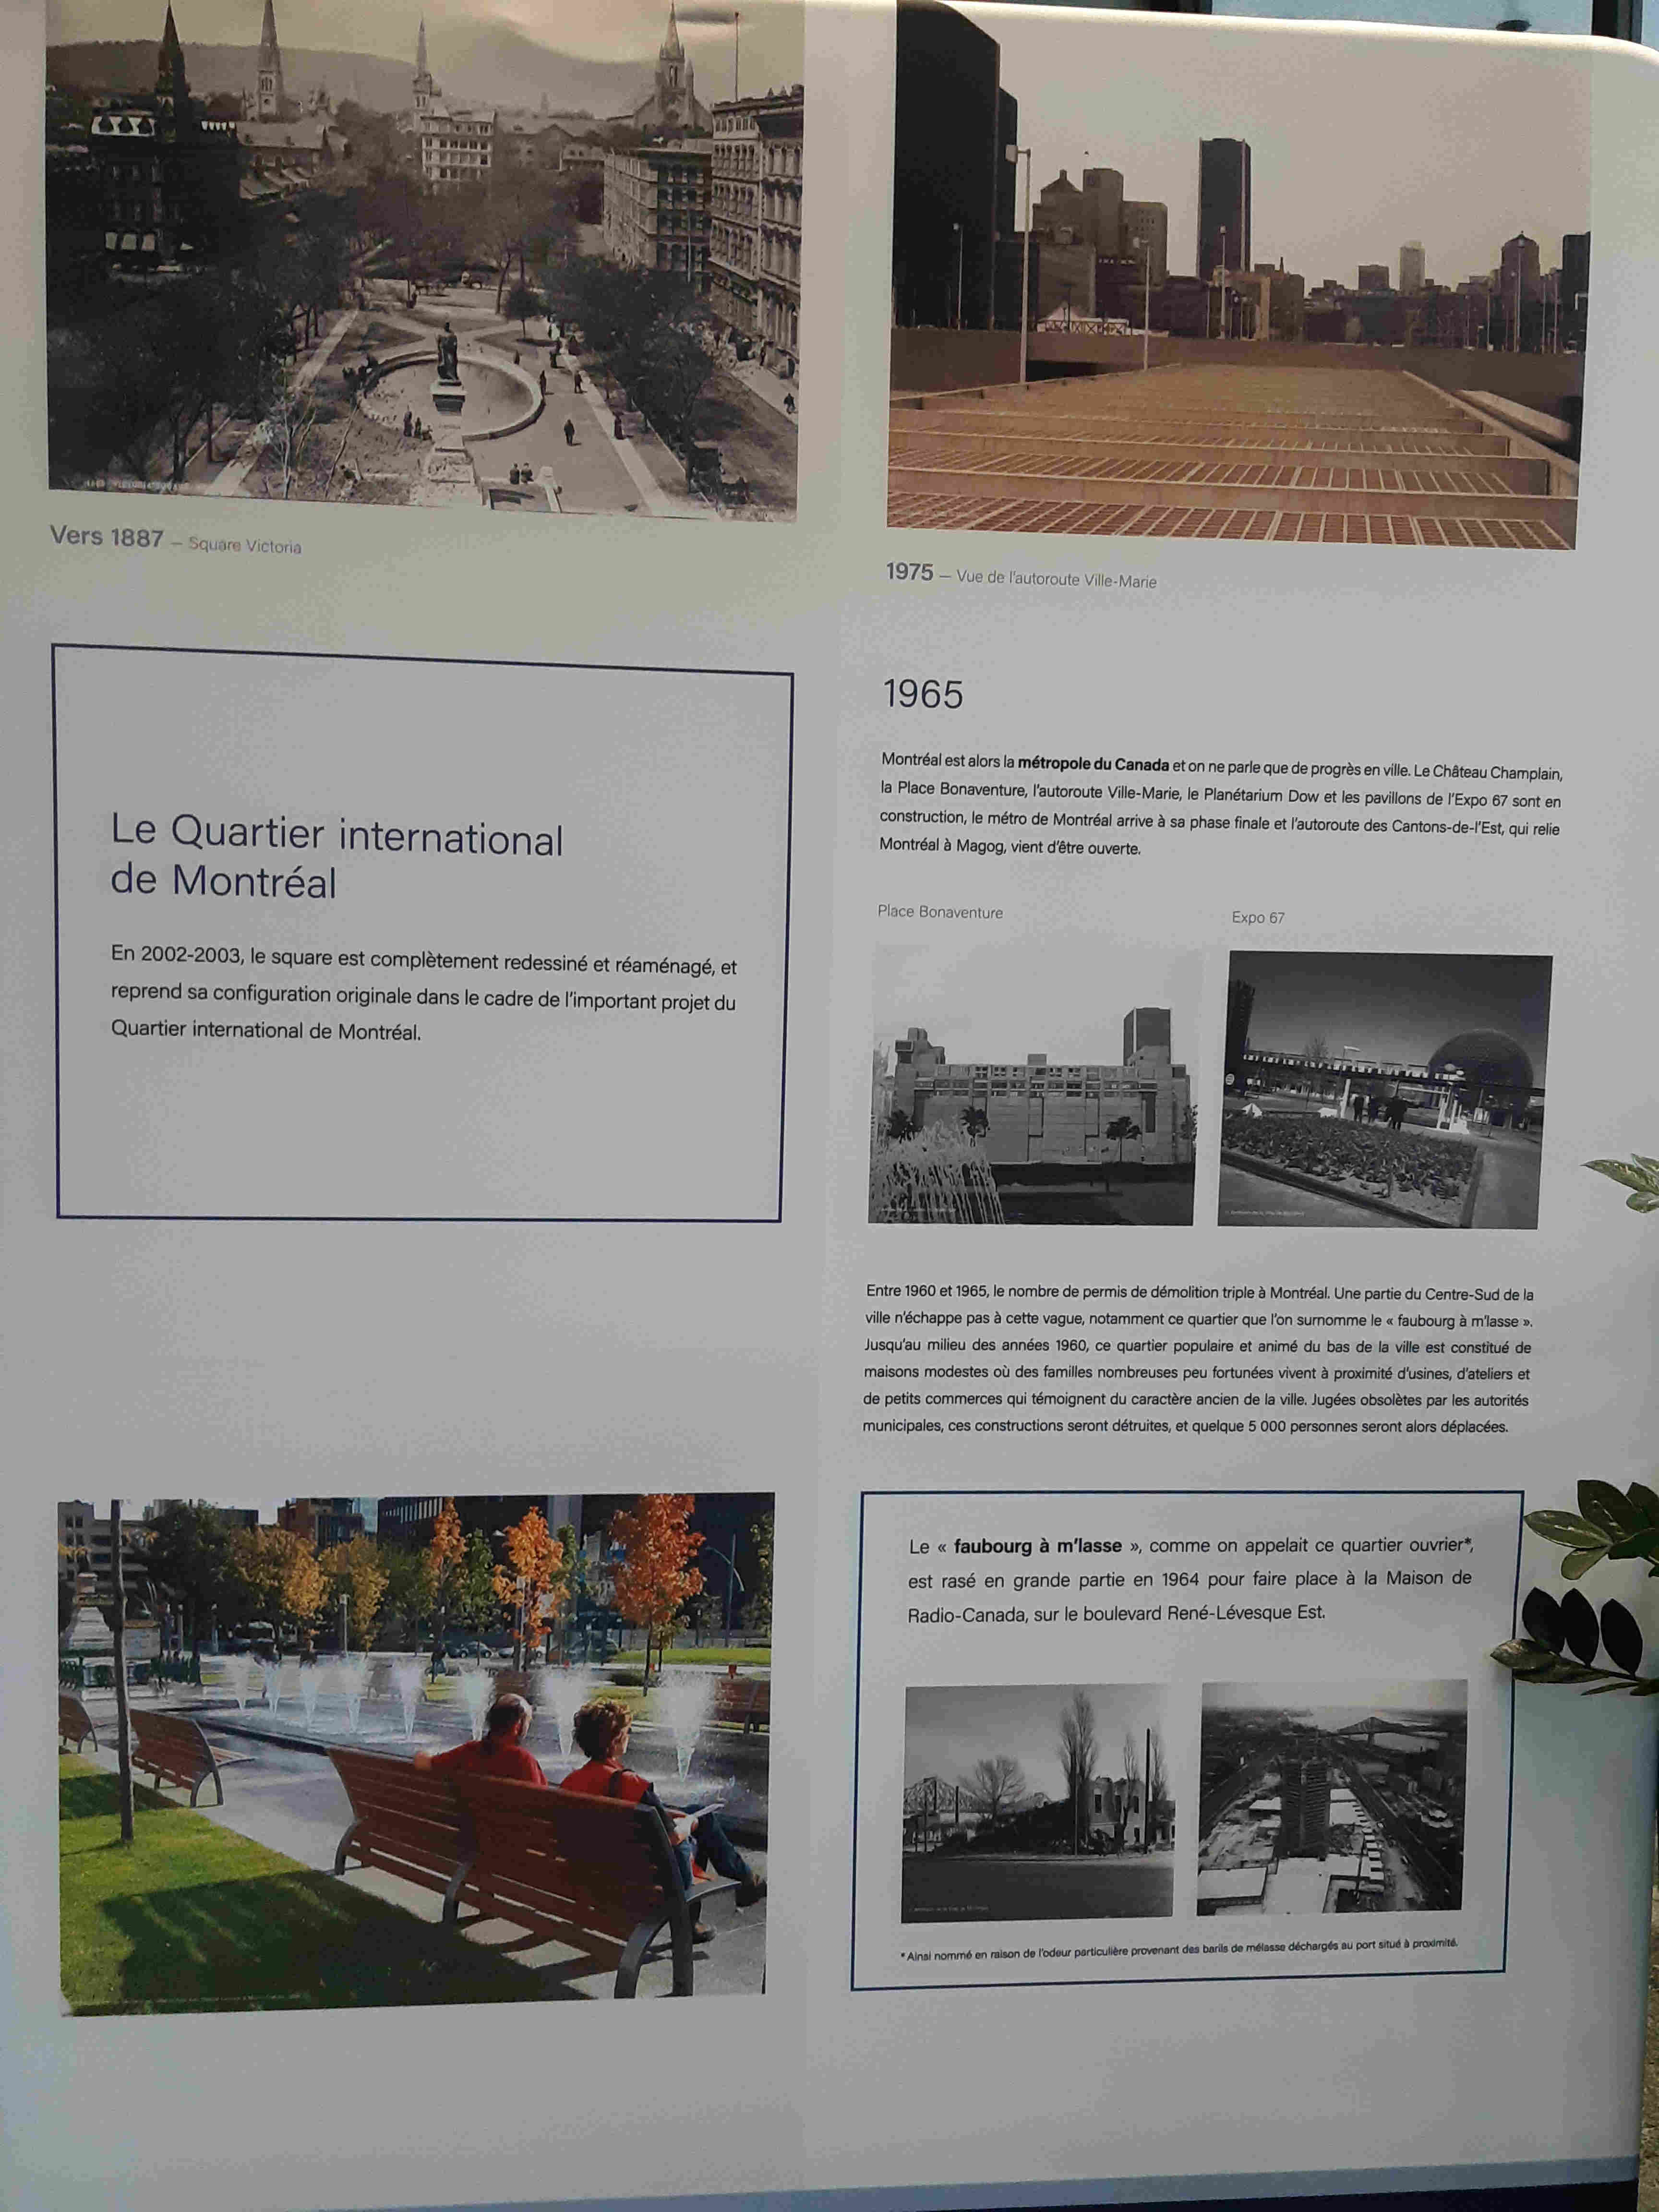 Vers 1887 – Square Victoria
Le Quartier international
de Montréal
En 2002-2003, le square est complètement redessiné et réaménagé, et
reprend sa configuration originale dans le cadre de l'important projet du
Quartier international de Montréal.
1975 – Vue de l'autoroute Ville-Marie
1965
Montréal est alors la métropole du Canada et on ne parle que de progrès en ville. Le Château Champlain,
la Place Bonaventure, l'autoroute Ville-Marie, le Planétarium Dow et les pavillons de l'Expo 67 sont en
construction, le métro de Montréal arrive à sa phase finale et l'autoroute des Cantons-de-l'Est, qui relie
Montréal à Magog, vient d'être ouverte.
Place Bonaventure
Expo 67
Entre 1960 et 1965, le nombre de permis de démolition triple à Montréal. Une partie du Centre-Sud de la
ville n'échappe pas à cette vague, notamment ce quartier que l'on surnomme le « faubourg à m'lasse ».
Jusqu'au milieu des années 1960, ce quartier populaire et animé du bas de la ville est constitué de
maisons modestes où des familles nombreuses peu fortunées vivent à proximité d'usines, d'ateliers et
de petits commerces qui témoignent du caractère ancien de la ville. Jugées obsolètes par les autorités
municipales, ces constructions seront détruites, et quelque 5 000 personnes seront alors déplacées.
Le « faubourg à m'lasse », comme on appelait ce quartier ouvrier*,
est rasé en grande partie en 1964 pour faire place à la Maison de
Radio-Canada, sur le boulevard René-Lévesque Est.
* Ainsi nommé en raison de l'odeur particulière provenant des barils de mélasse déchargés au port situé à proximité.